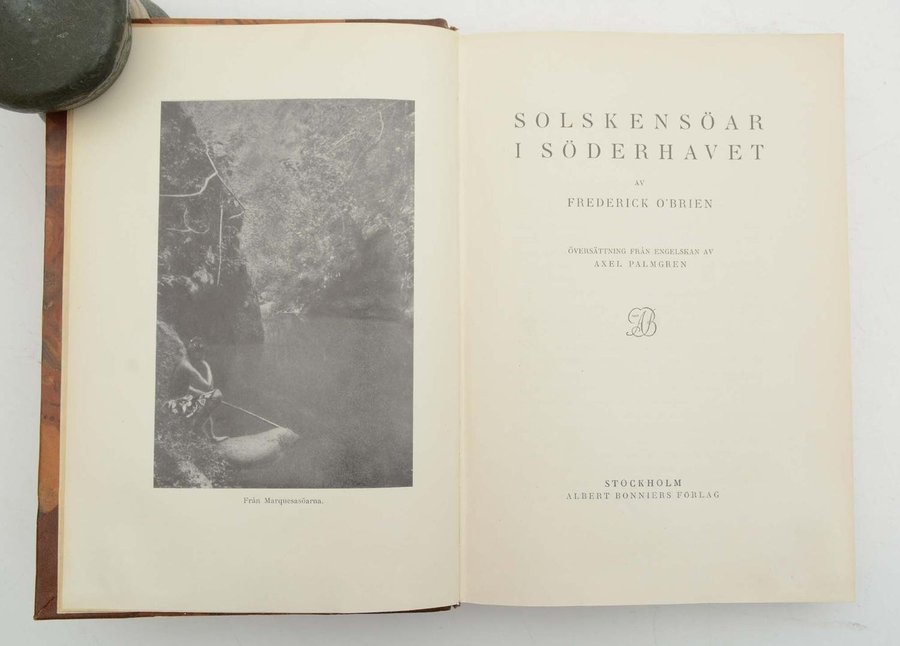 Från Marquesasöarna.
SOLSKENSÖAR
I SÖDERHAVET
AV
FREDERICK O'BRIEN
ÖVERSÄTTNING FRÅN ENGELSKAN AV
AXEL PALMGREN
AB
STOCKHOLM
ALBERT BONNIERS FÖRLAG